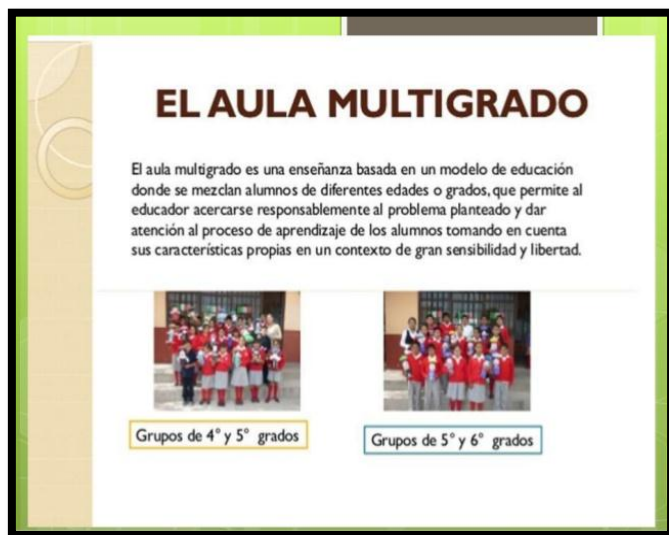 EL AULA MULTIGRADO
El aula multigrado es una enseñanza basada en un modelo de educación
donde se mezclan alumnos de diferentes edades o grados, que permite al
educador acercarse responsablemente al problema planteado y dar
atención al proceso de aprendizaje de los alumnos tomando en cuenta
sus características propias en un contexto de gran sensibilidad y libertad.
Grupos de 4° y 5° grados
Grupos de 5° y 6° grados